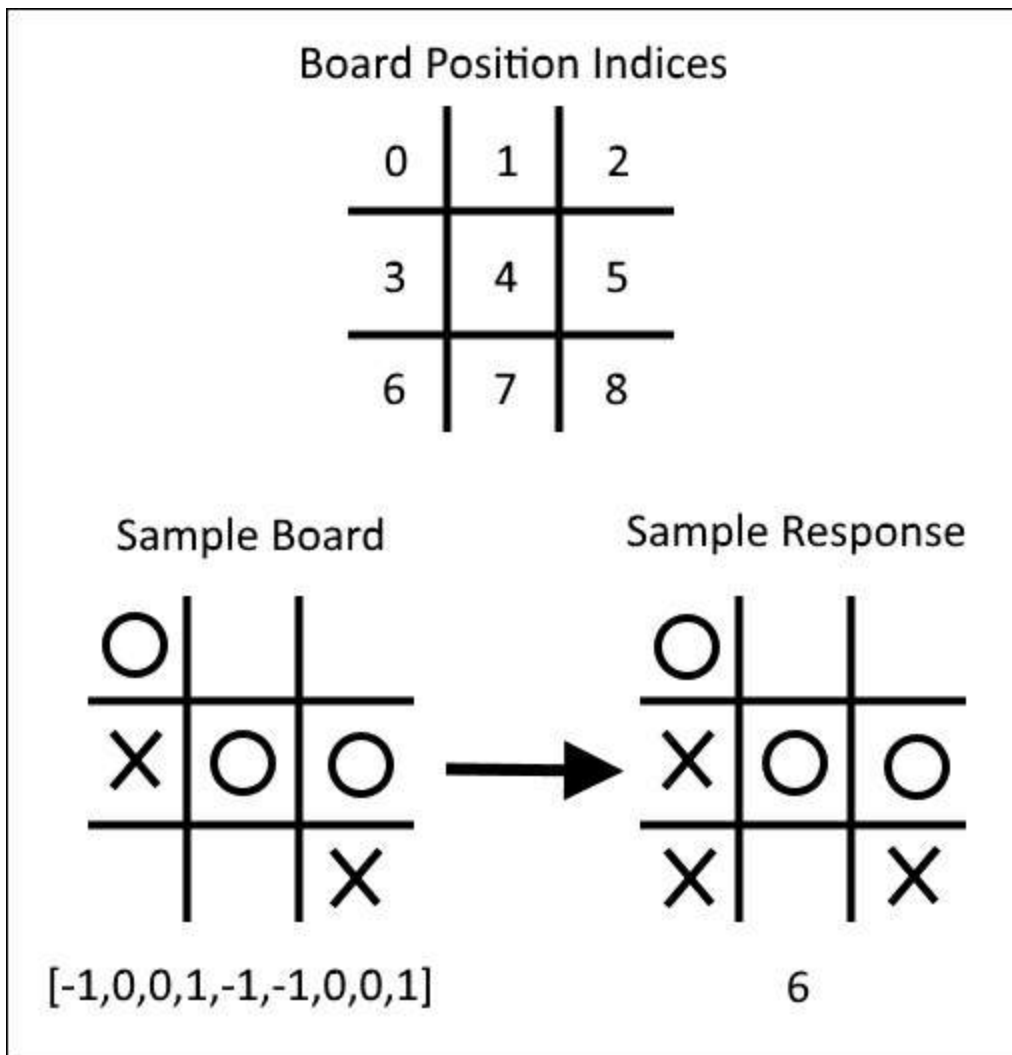 Board Position Indices
0 1 2
3 4 5
6 7 8
Sample Board Sample Response
O O
X O O X O O
X X X
[-1,0,0,1,-1,-1,0,0,1] 6